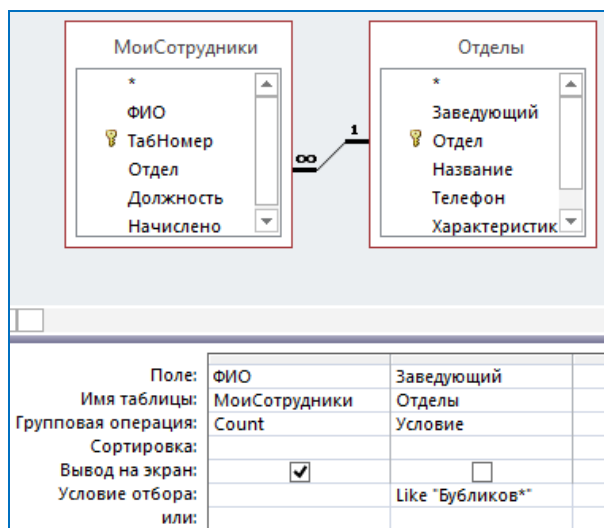 МоиСотрудники
*
ФИО
ТабНомер
Отдел
Должность
Начислено
∞ 1
Отделы
*
Заведующий
Отдел
Название
Телефон
Характеристик
Поле: ФИО Заведующий
Имя таблицы: МоиСотрудники Отделы
Групповая операция: Count Условие
Сортировка:
Вывод на экран:
Условие отбора: Like "Бубликов*"
или: